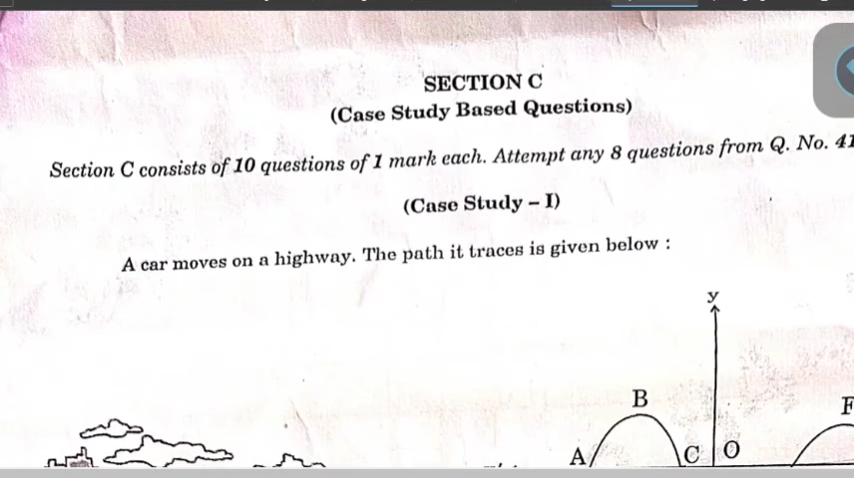 SECTION C
(Case Study Based Questions)
Section C consists of 10 questions of 1 mark each. Attempt any 8 questions from Q. No. 41
(Case Study – I)
A car moves on a highway. The path it traces is given below :
y
B
F
A
C
O